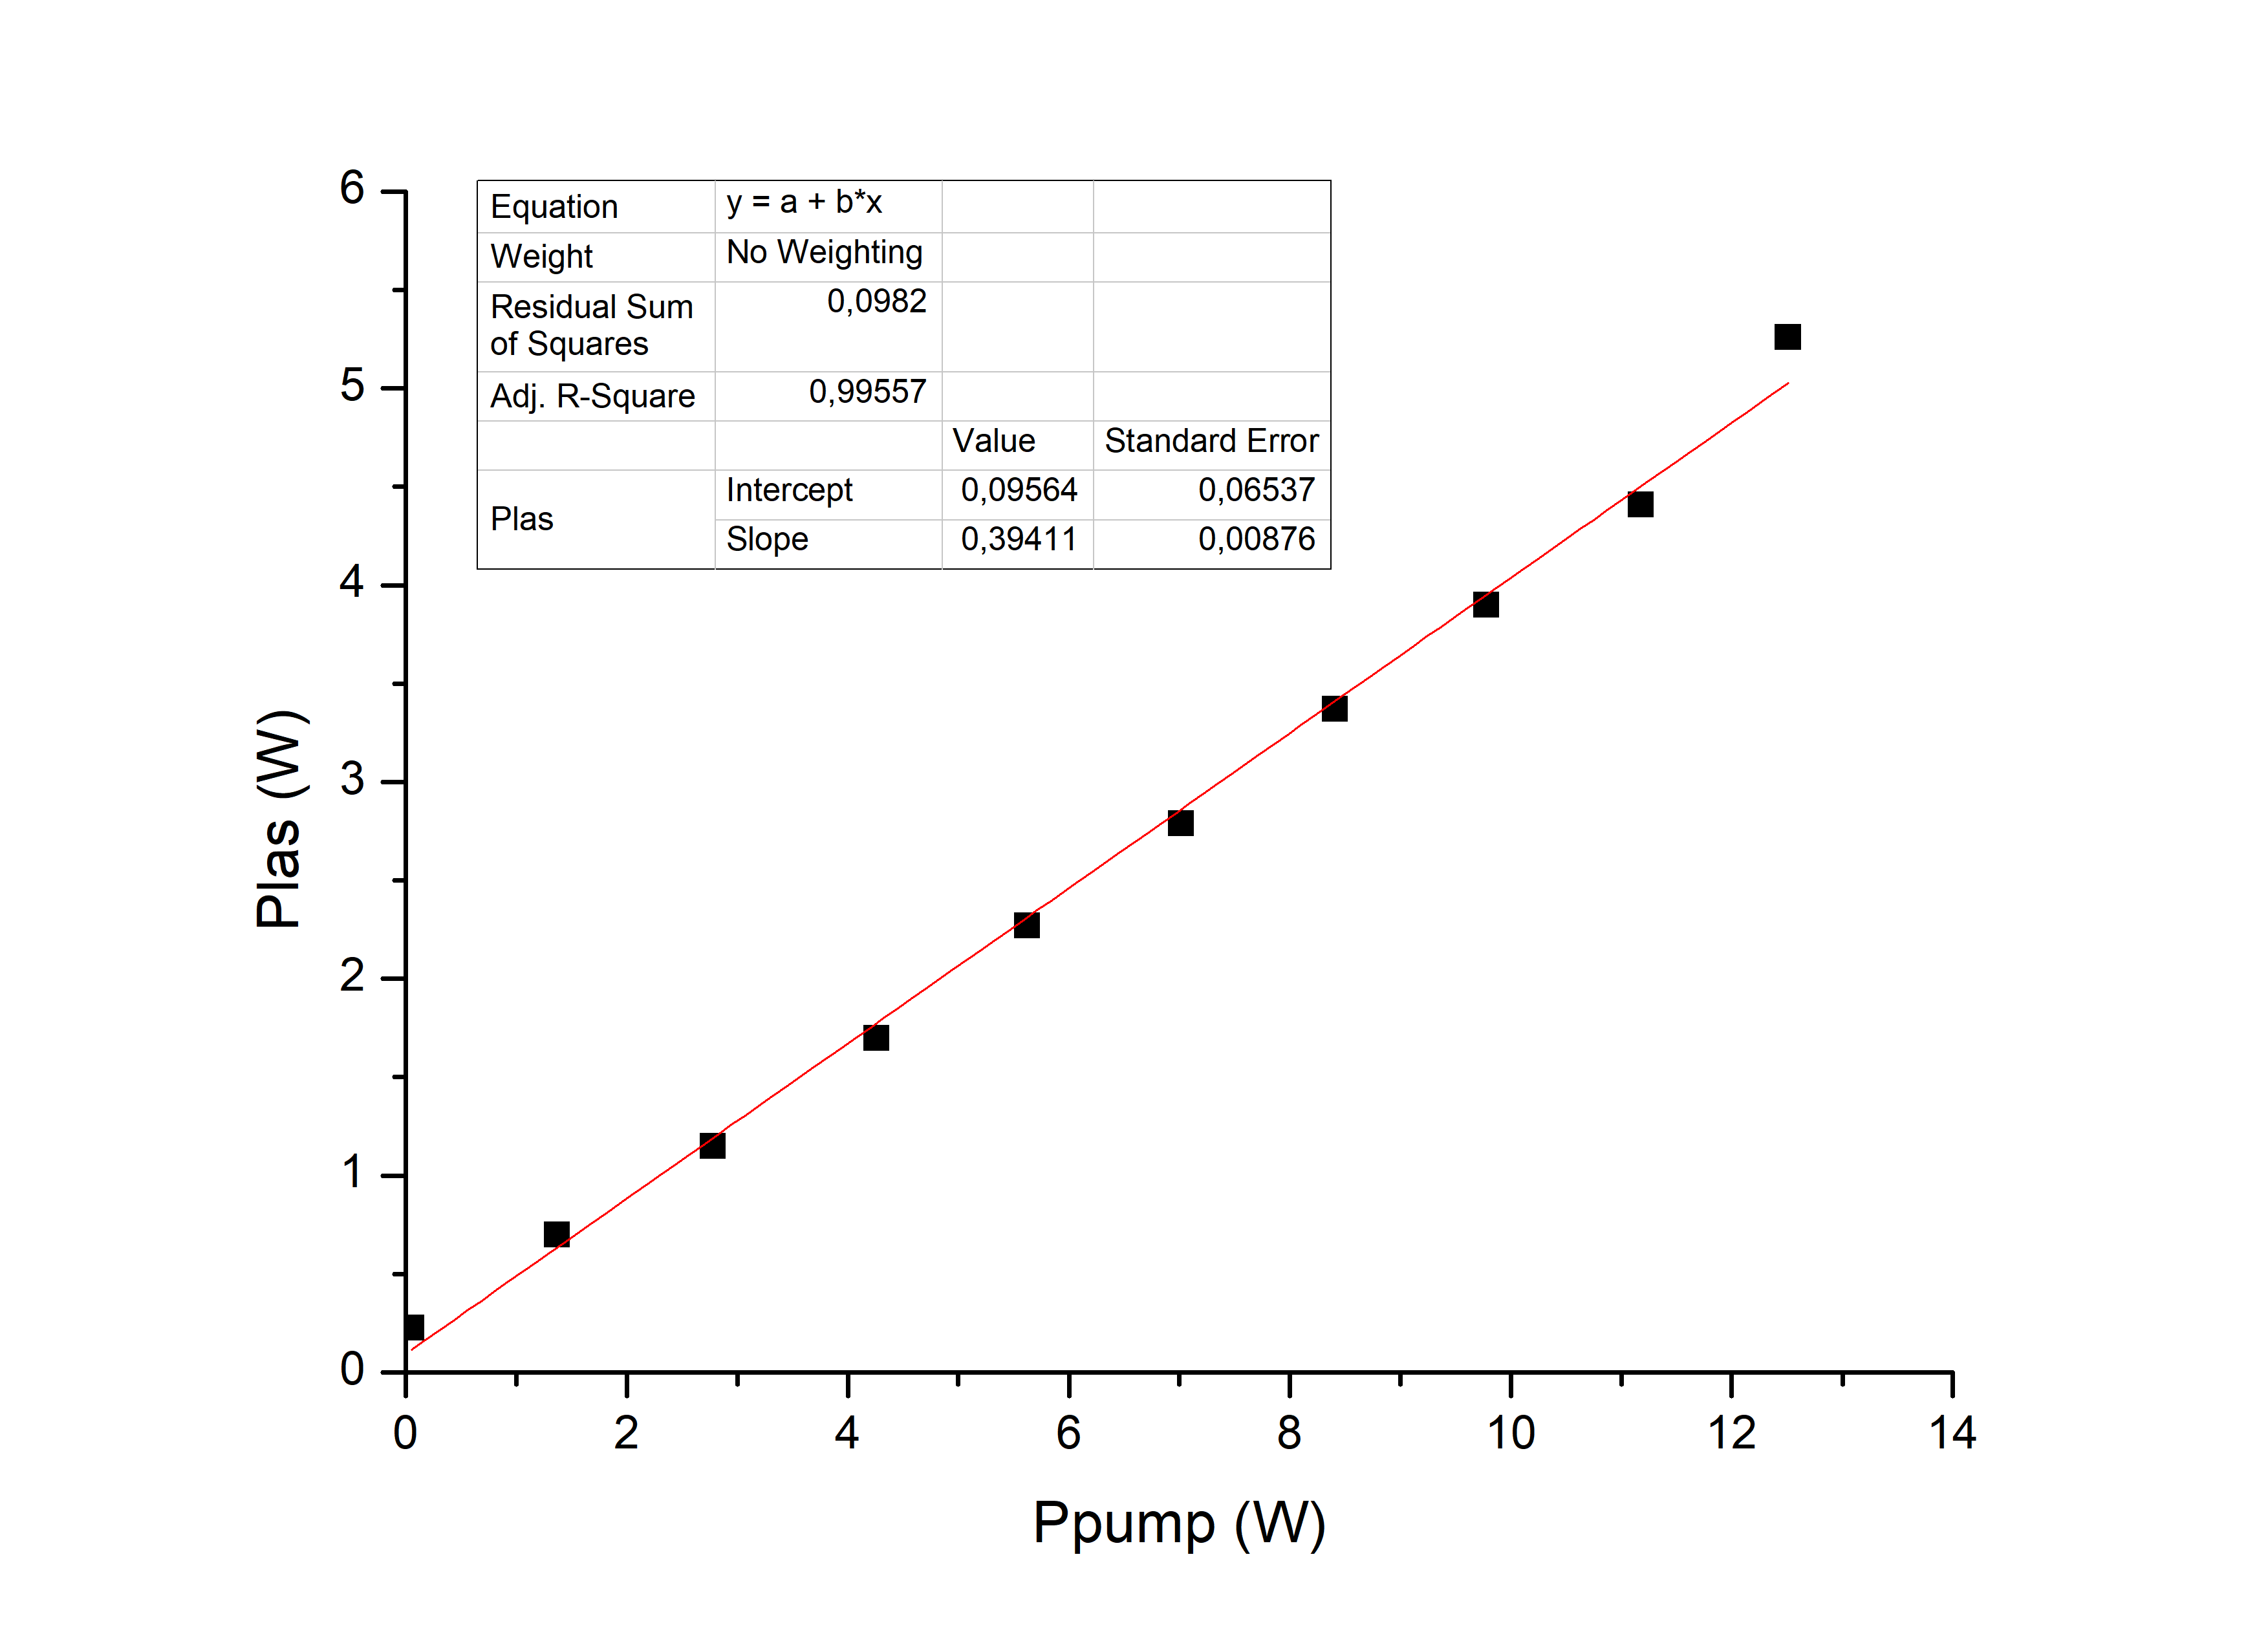 Equation y = a + b*x
Weight No Weighting
Residual Sum of Squares 0,0982
Adj. R-Square 0,99557
Value Standard Error
Plas Intercept 0,09564 0,06537
Slope 0,39411 0,00876
6
5
4
3
2
1
0
Plas (W)
0 2 4 6 8 10 12 14
Ppump (W)